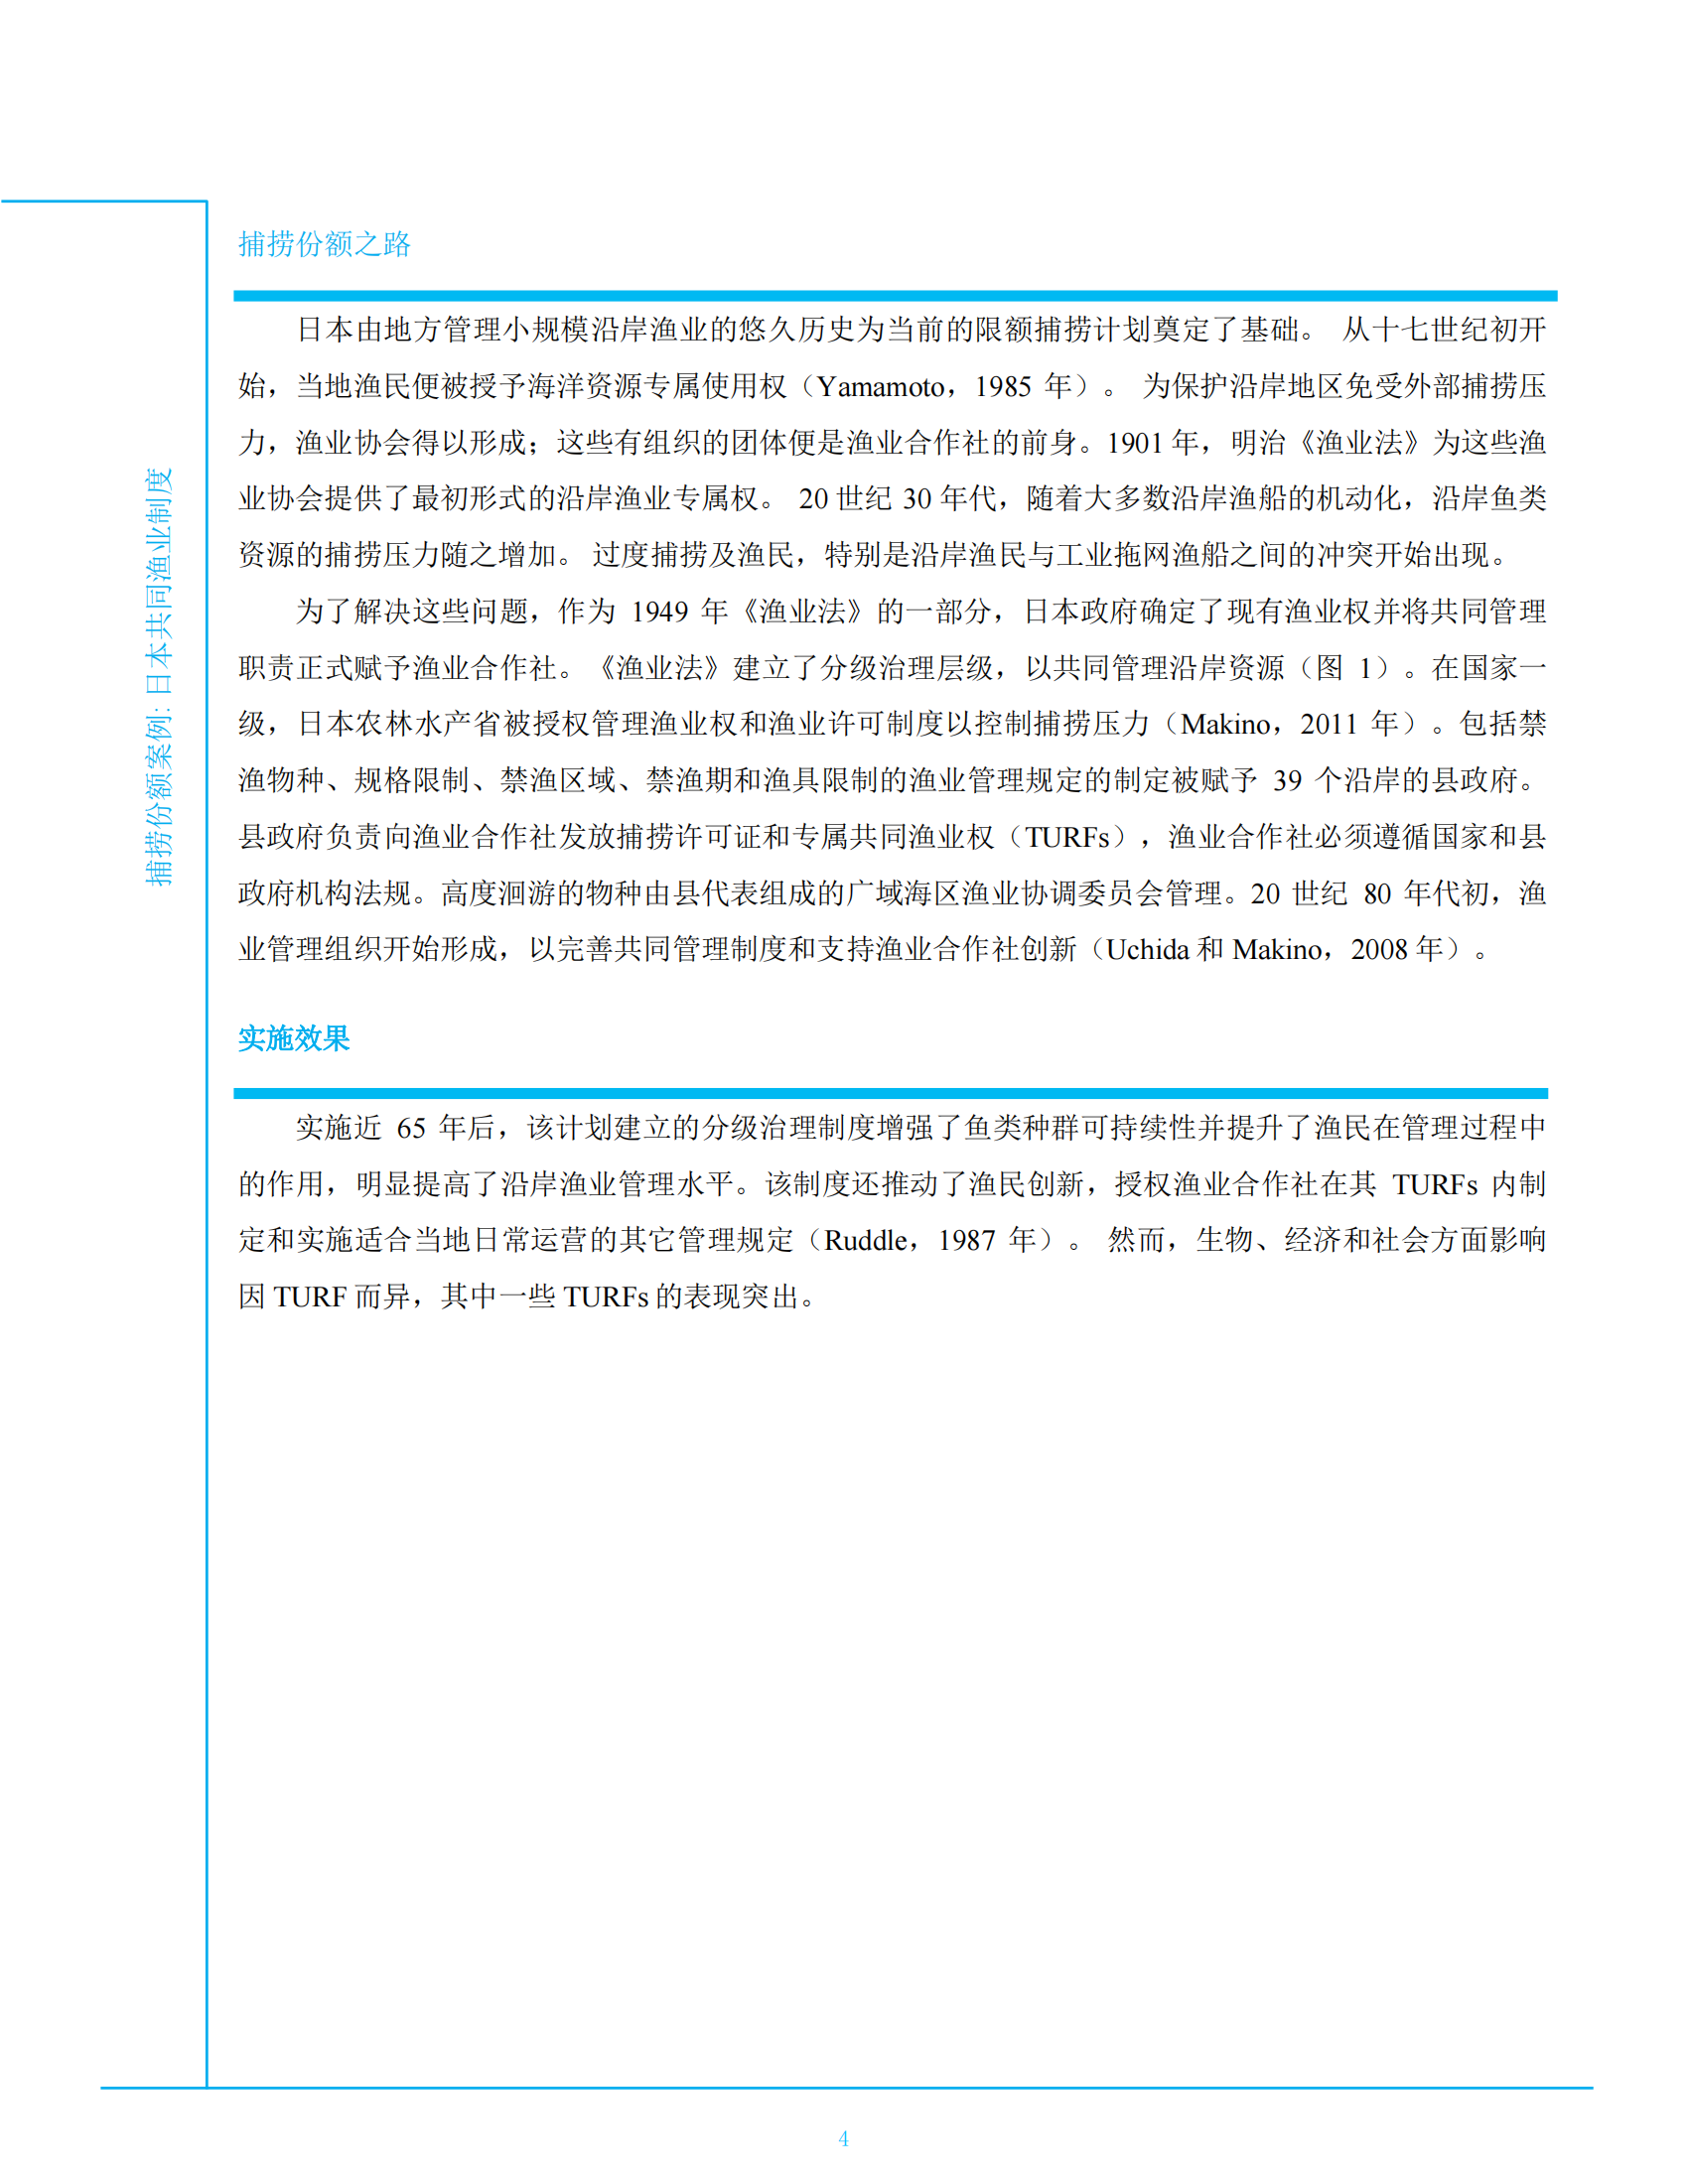 捕捞份额之路
日本由地方管理小规模沿岸渔业的悠久历史为当前的限额捕捞计划奠定了基础。 从十七世纪初开
始，当地渔民便被授予海洋资源专属使用权（Yamamoto，1985 年）。 为保护沿岸地区免受外部捕捞压
力，渔业协会得以形成；这些有组织的团体便是渔业合作社的前身。1901 年，明治《渔业法》为这些渔
业协会提供了最初形式的沿岸渔业专属权。 20 世纪 30 年代，随着大多数沿岸渔船的机动化，沿岸鱼类
资源的捕捞压力随之增加。 过度捕捞及渔民，特别是沿岸渔民与工业拖网渔船之间的冲突开始出现。
为了解决这些问题，作为 1949 年《渔业法》的一部分，日本政府确定了现有渔业权并将共同管理
职责正式赋予渔业合作社。《渔业法》建立了分级治理层级，以共同管理沿岸资源（图 1）。在国家一
级，日本农林水产省被授权管理渔业权和渔业许可制度以控制捕捞压力（Makino，2011 年）。包括禁
渔物种、规格限制、禁渔区域、禁渔期和渔具限制的渔业管理规定的制定被赋予 39 个沿岸的县政府。
县政府负责向渔业合作社发放捕捞许可证和专属共同渔业权（TURFs），渔业合作社必须遵循国家和县
政府机构法规。高度洄游的物种由县代表组成的广域海区渔业协调委员会管理。20 世纪 80 年代初，渔
业管理组织开始形成，以完善共同管理制度和支持渔业合作社创新（Uchida 和 Makino，2008 年）。
实施效果
实施近 65 年后，该计划建立的分级治理制度增强了鱼类种群可持续性并提升了渔民在管理过程中
的作用，明显提高了沿岸渔业管理水平。该制度还推动了渔民创新，授权渔业合作社在其 TURFs 内制
定和实施适合当地日常运营的其它管理规定（Ruddle，1987 年）。 然而，生物、经济和社会方面影响
因 TURF 而异，其中一些 TURFs 的表现突出。
捕捞份额案例: 日本共同渔业制度
4